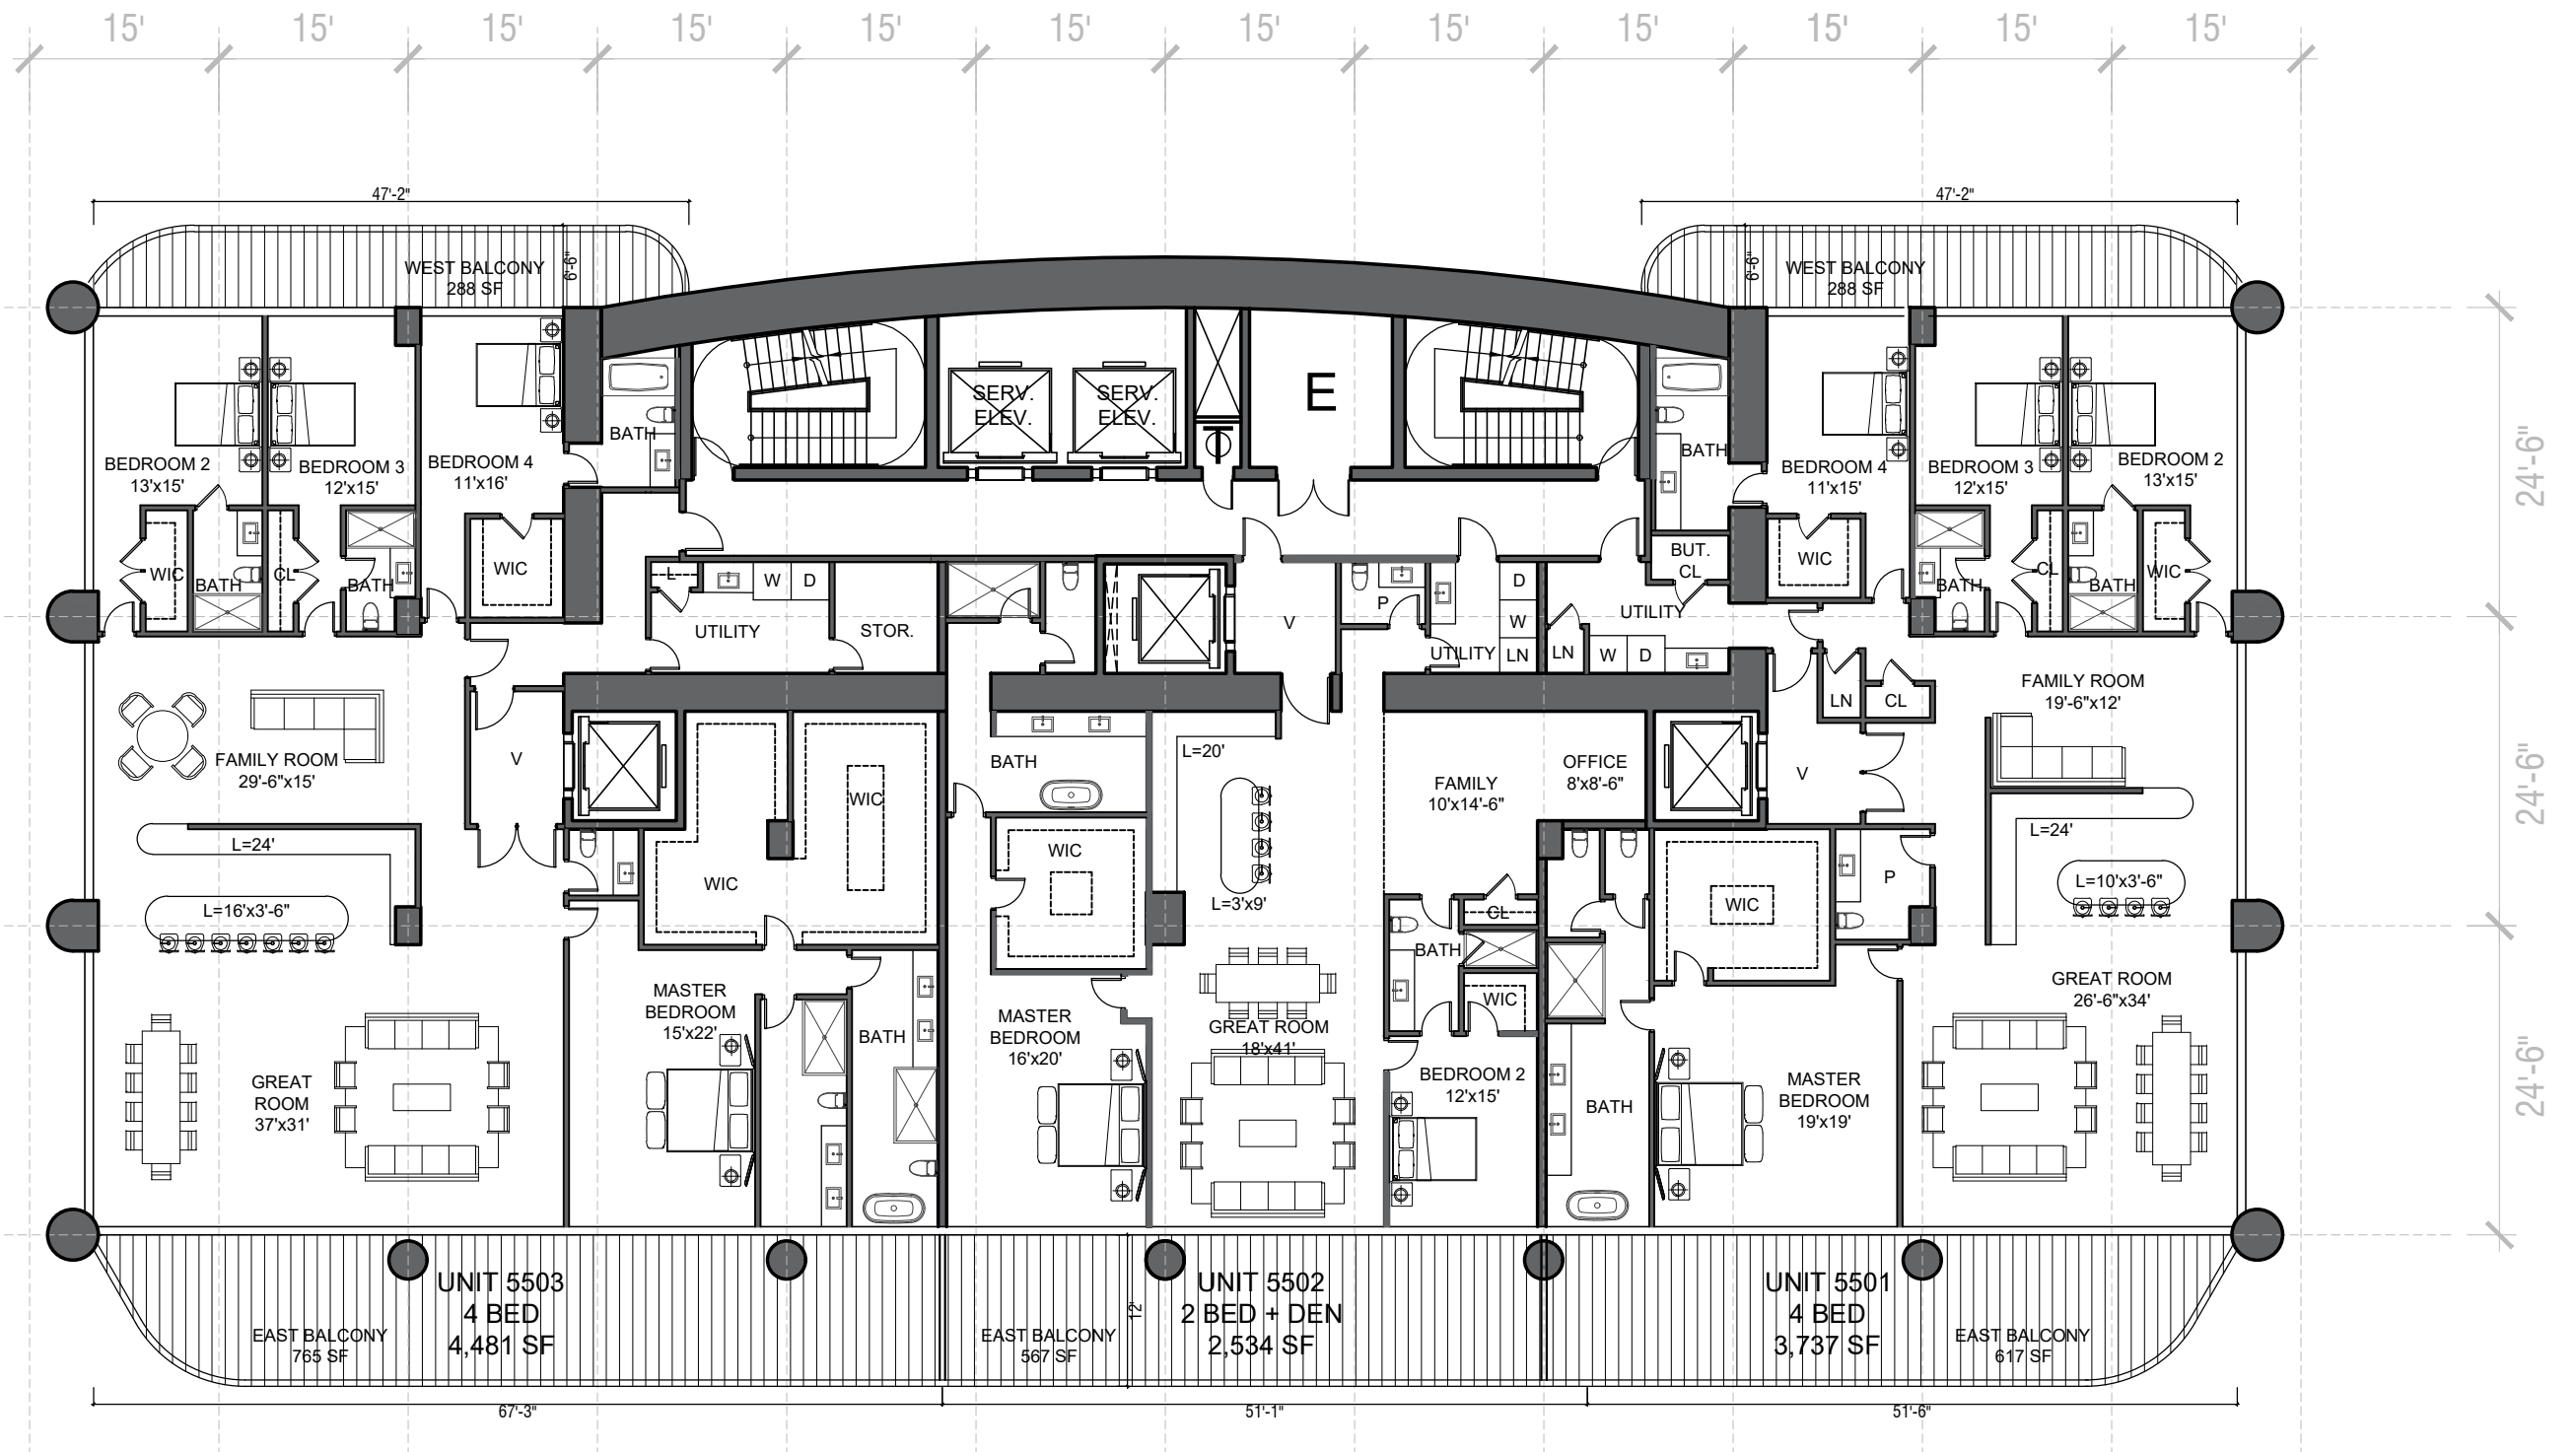 15' 15' 15' 15' 15' 15' 15' 15' 15' 15' 15' 15'
47'-2"
47'-2"
WEST BALCONY
288 SF
6'-6"
6'-6"
WEST BALCONY
288 SF
BEDROOM 2
13'x15'
BEDROOM 3
12'x15'
BEDROOM 4
11'x16'
BATH
SERV.
ELEV.
SERV.
ELEV.
T
E
BATH
BEDROOM 4
11'x15'
BEDROOM 3
12'x15'
BEDROOM 2
13'x15'
24'-6"
WIC
BATH
CL
BATH
WIC
L
W
D
UTILITY
STOR.
V
P
D
W
LN
UTILITY
LN
W
D
UTILITY
BUT.
CL
WIC
BATH
CL
BATH
WIC
LN
CL
FAMILY ROOM
19'-6"x12'
FAMILY ROOM
29'-6"x15'
V
WIC
WIC
BATH
L=20'
FAMILY
10'x14'-6"
OFFICE
8'x8'-6"
V
24'-6"
L=24'
L=16'x3'-6"
WIC
L=3'x9'
CL
BATH
WIC
WIC
P
L=24'
L=10'x3'-6"
GREAT
ROOM
37'x31'
MASTER
BEDROOM
15'x22'
BATH
MASTER
BEDROOM
16'x20'
GREAT ROOM
18'x41'
BEDROOM 2
12'x15'
BATH
MASTER
BEDROOM
19'x19'
GREAT ROOM
26'-6"x34'
24'-6"
UNIT 5503
4 BED
4,481 SF
EAST BALCONY
765 SF
EAST BALCONY
567 SF
12'
UNIT 5502
2 BED + DEN
2,534 SF
UNIT 5501
4 BED
3,737 SF
EAST BALCONY
617 SF
67'-3"
51'-1"
51'-6"